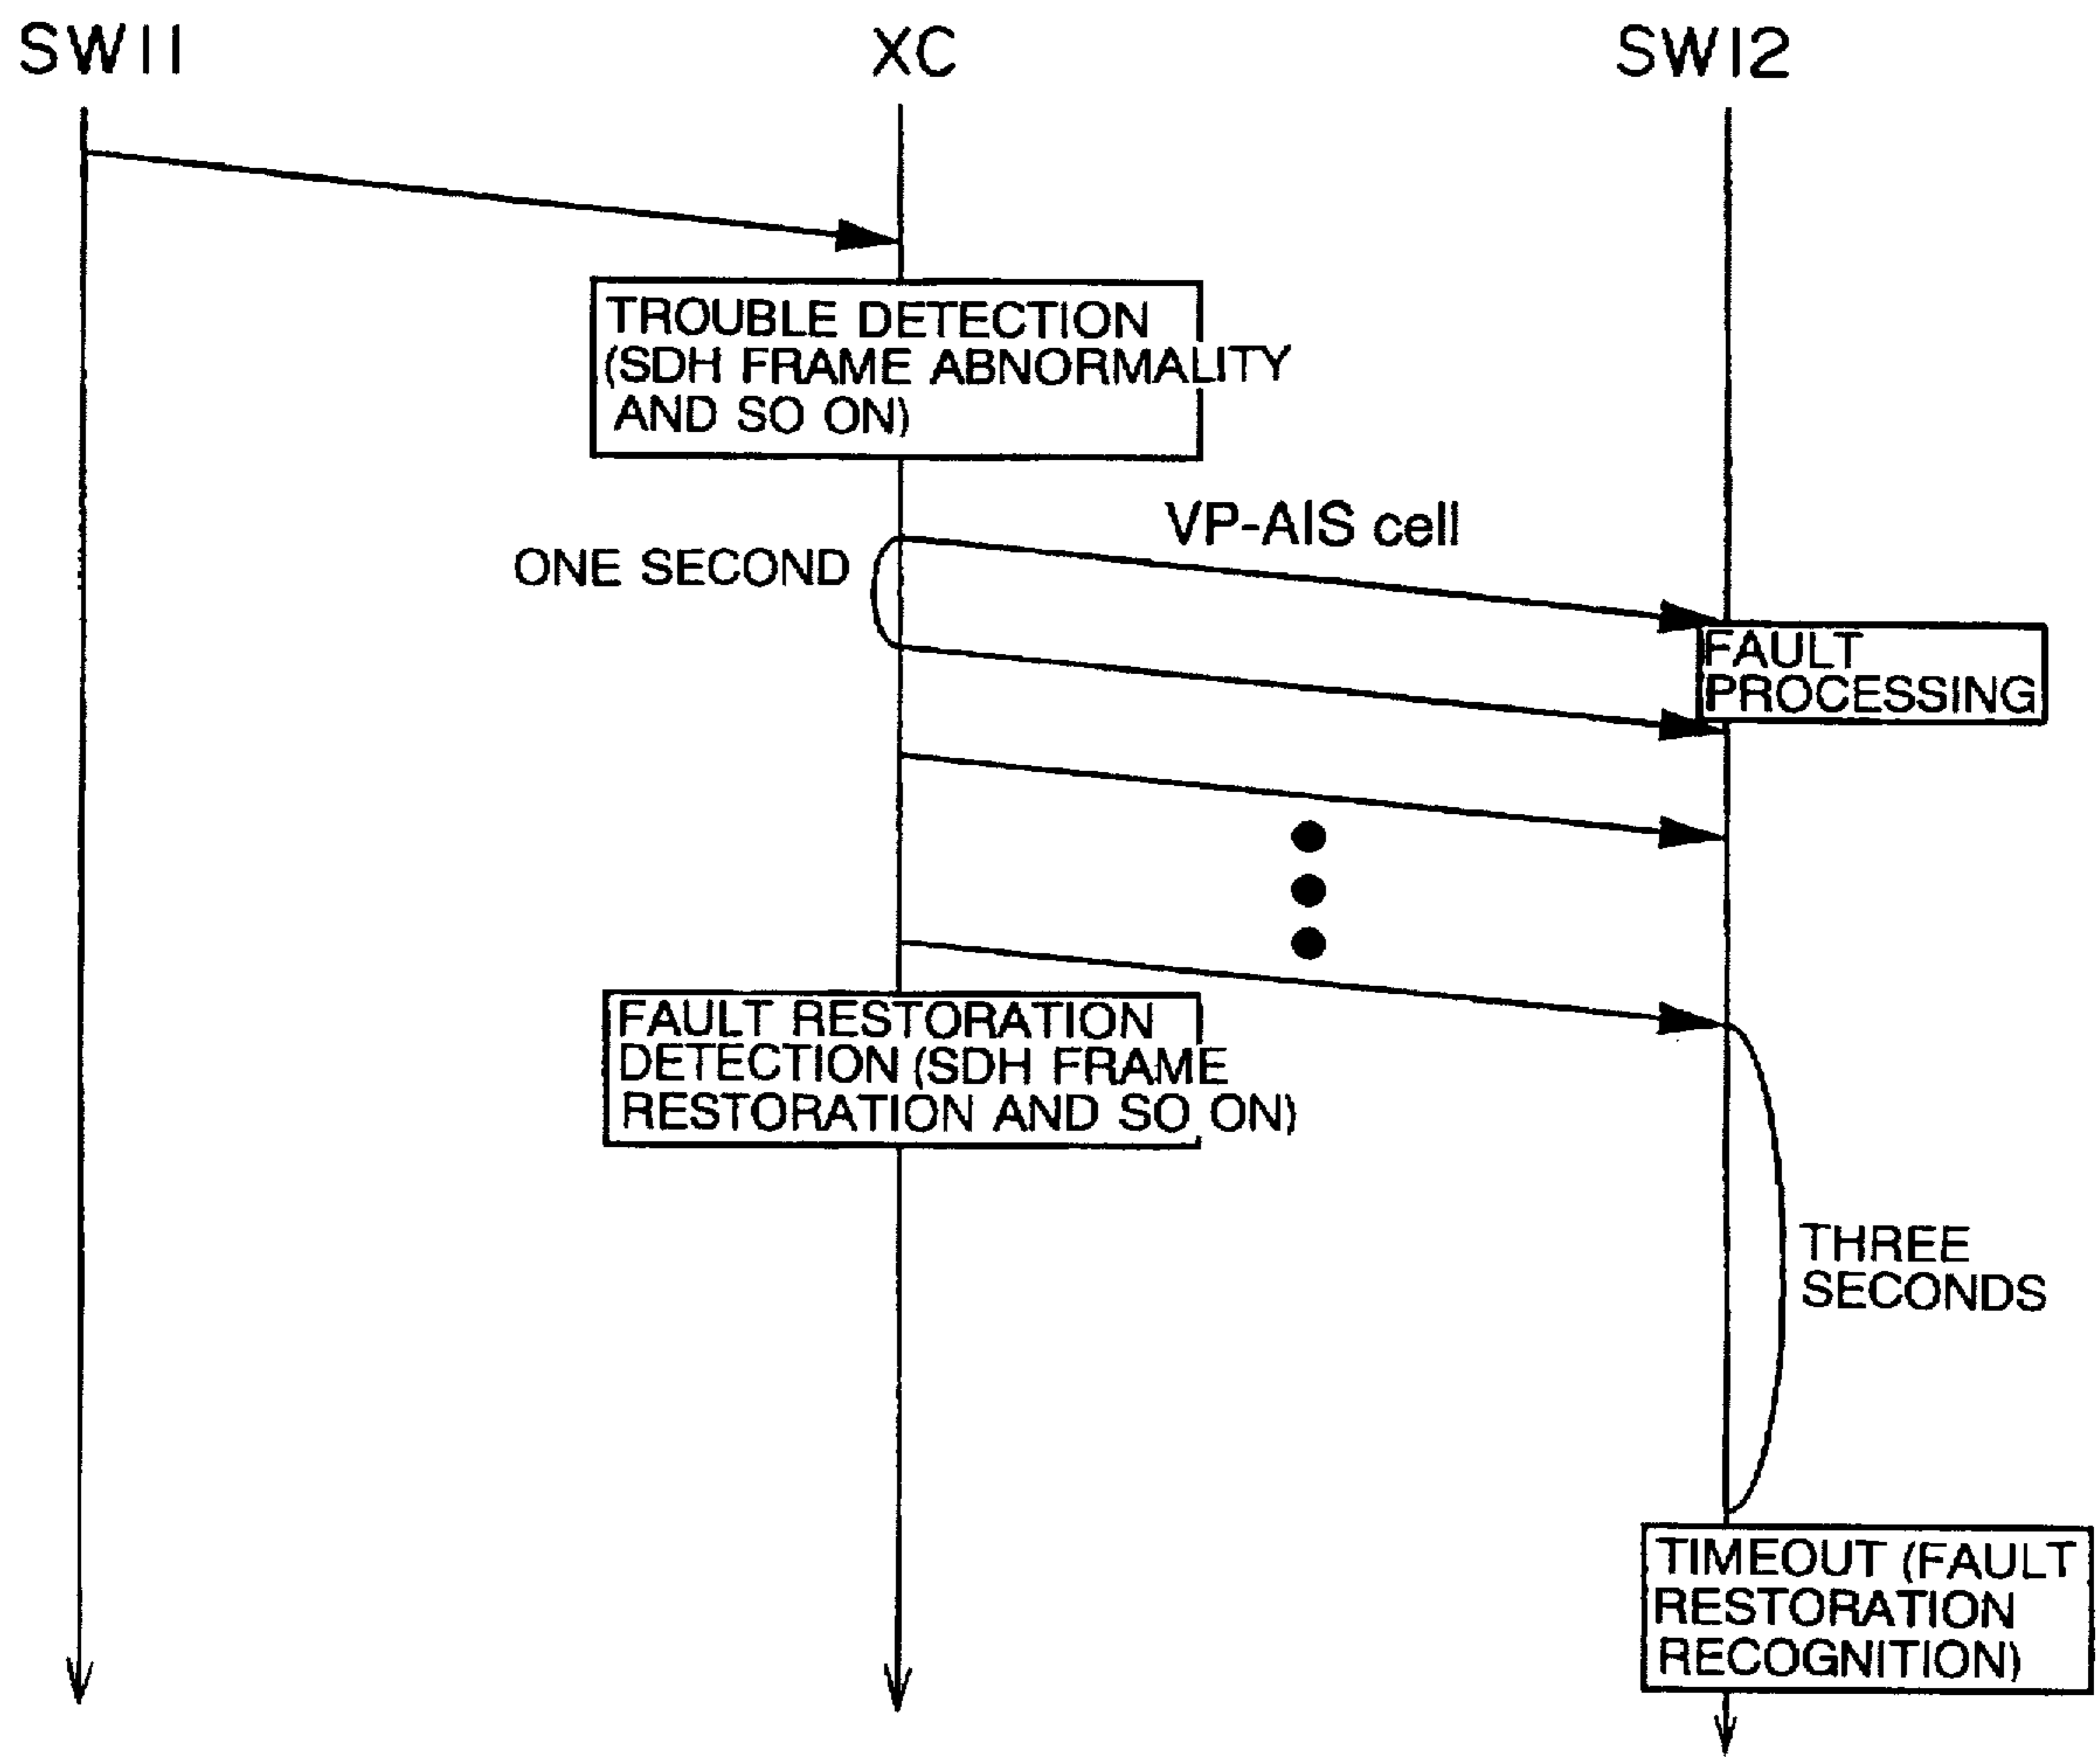 SW11
XC
SW12
TROUBLE DETECTION
(SDH FRAME ABNORMALITY
AND SO ON)
VP-AIS cell
ONE SECOND
FAULT
PROCESSING
FAULT RESTORATION
DETECTION (SDH FRAME
RESTORATION AND SO ON)
THREE
SECONDS
TIMEOUT (FAULT
RESTORATION
RECOGNITION)